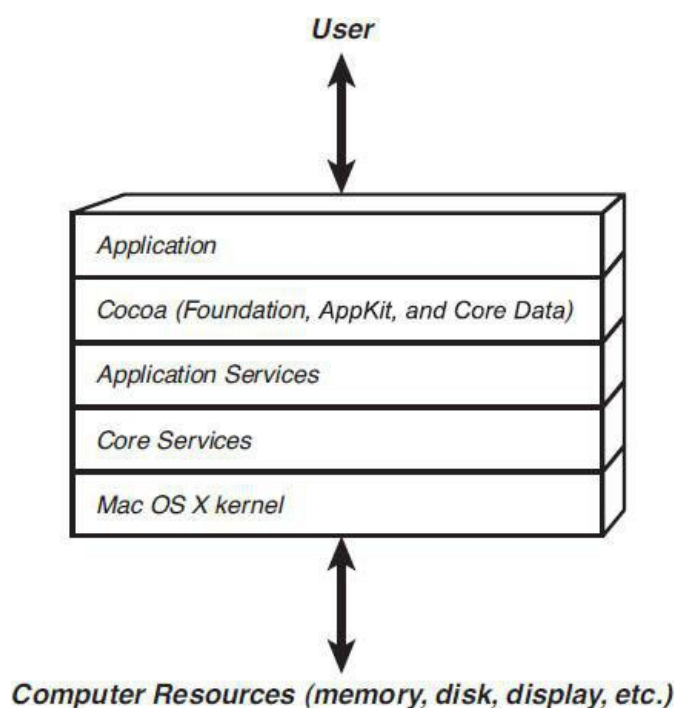 User
Application
Cocoa (Foundation, AppKit, and Core Data)
Application Services
Core Services
Mac OS X kernel
Computer Resources (memory, disk, display, etc.)